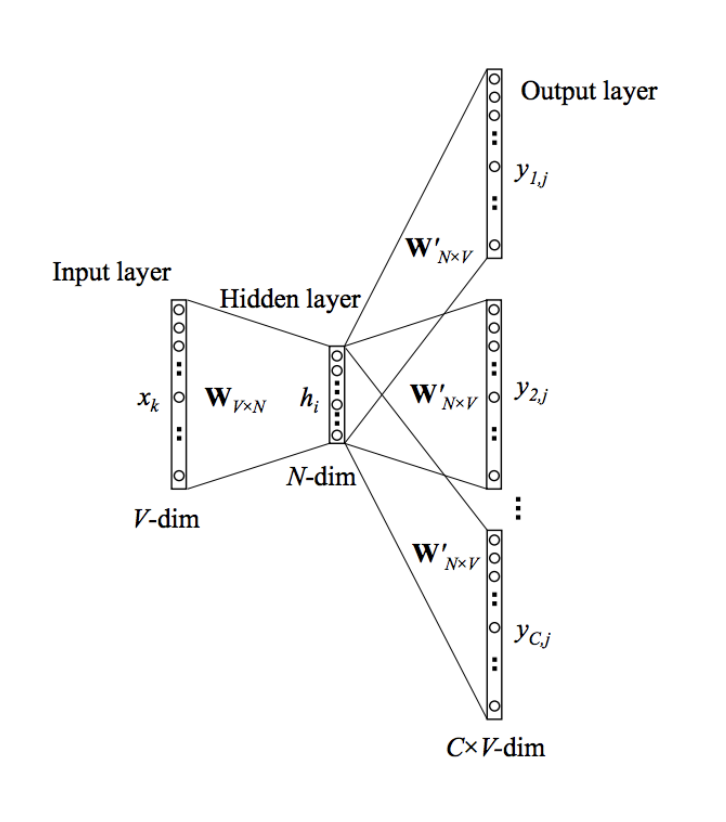 Output layer
y1,j
W'N×V
Input layer
Hidden layer
xk
WV×N
hi
W'N×V
y2,j
N-dim
V-dim
W'N×V
yC,j
C×V-dim